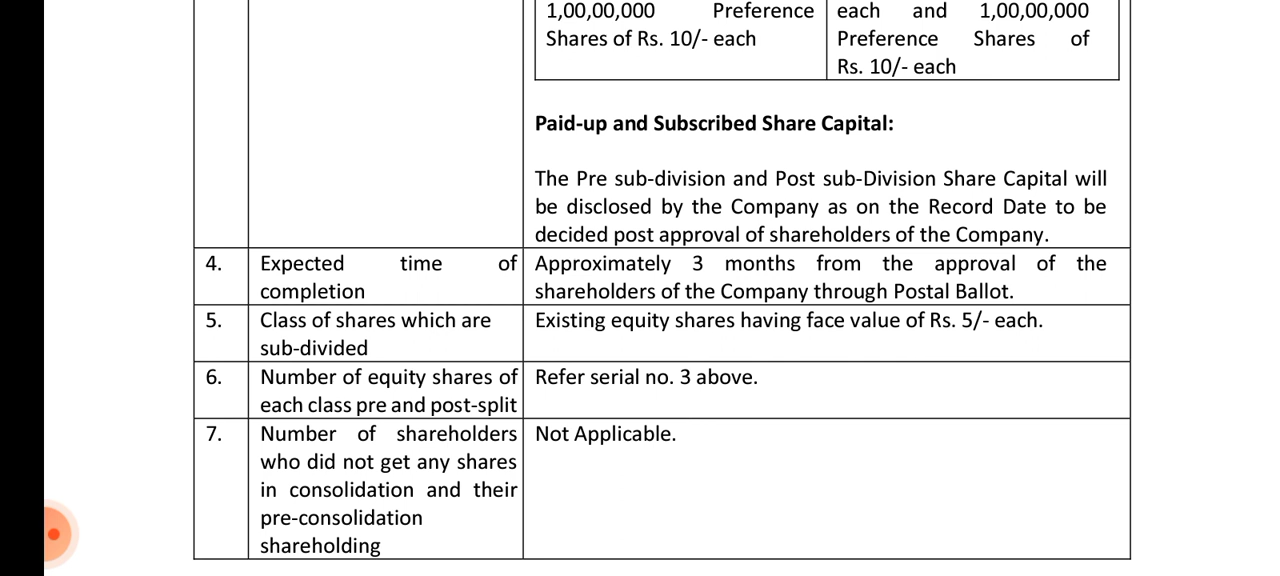 1,00,00,000 Preference
Shares of Rs. 10/- each
each and 1,00,00,000
Preference Shares of
Rs. 10/- each
Paid-up and Subscribed Share Capital:
The Pre sub-division and Post sub-Division Share Capital will
be disclosed by the Company as on the Record Date to be
decided post approval of shareholders of the Company.
4. Expected time of
completion
Approximately 3 months from the approval of the
shareholders of the Company through Postal Ballot.
5. Class of shares which are
sub-divided
Existing equity shares having face value of Rs. 5/- each.
6. Number of equity shares of
each class pre and post-split
Refer serial no. 3 above.
7. Number of shareholders
who did not get any shares
in consolidation and their
pre-consolidation
shareholding
Not Applicable.